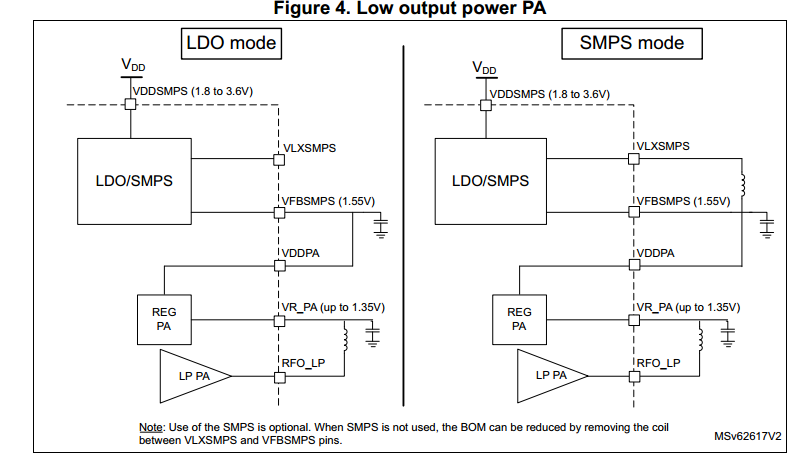 Figure 4. Low output power PA
LDO mode
VDD
VDDSMPS (1.8 to 3.6V)
VLXSMPS
LDO/SMPS
VFBSMPS (1.55V)
VDDPA
REG
PA
VR_PA (up to 1.35V)
RFO_LP
LP PA
SMPS mode
VDD
VDDSMPS (1.8 to 3.6V)
VLXSMPS
LDO/SMPS
VFBSMPS (1.55V)
VDDPA
REG
PA
VR_PA (up to 1.35V)
RFO_LP
LP PA
Note: Use of the SMPS is optional. When SMPS is not used, the BOM can be reduced by removing the coil
between VLXSMPS and VFBSMPS pins.
MSv62617V2